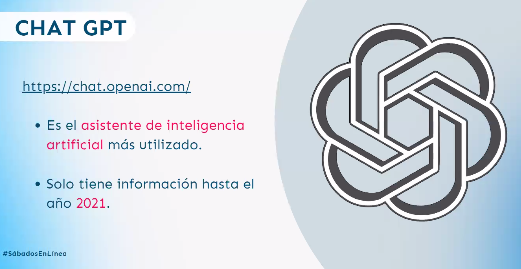 CHAT GPT
https://chat.openai.com/
• Es el asistente de inteligencia
artificial más utilizado.
• Solo tiene información hasta el
año 2021.
#SábadosEnLínea